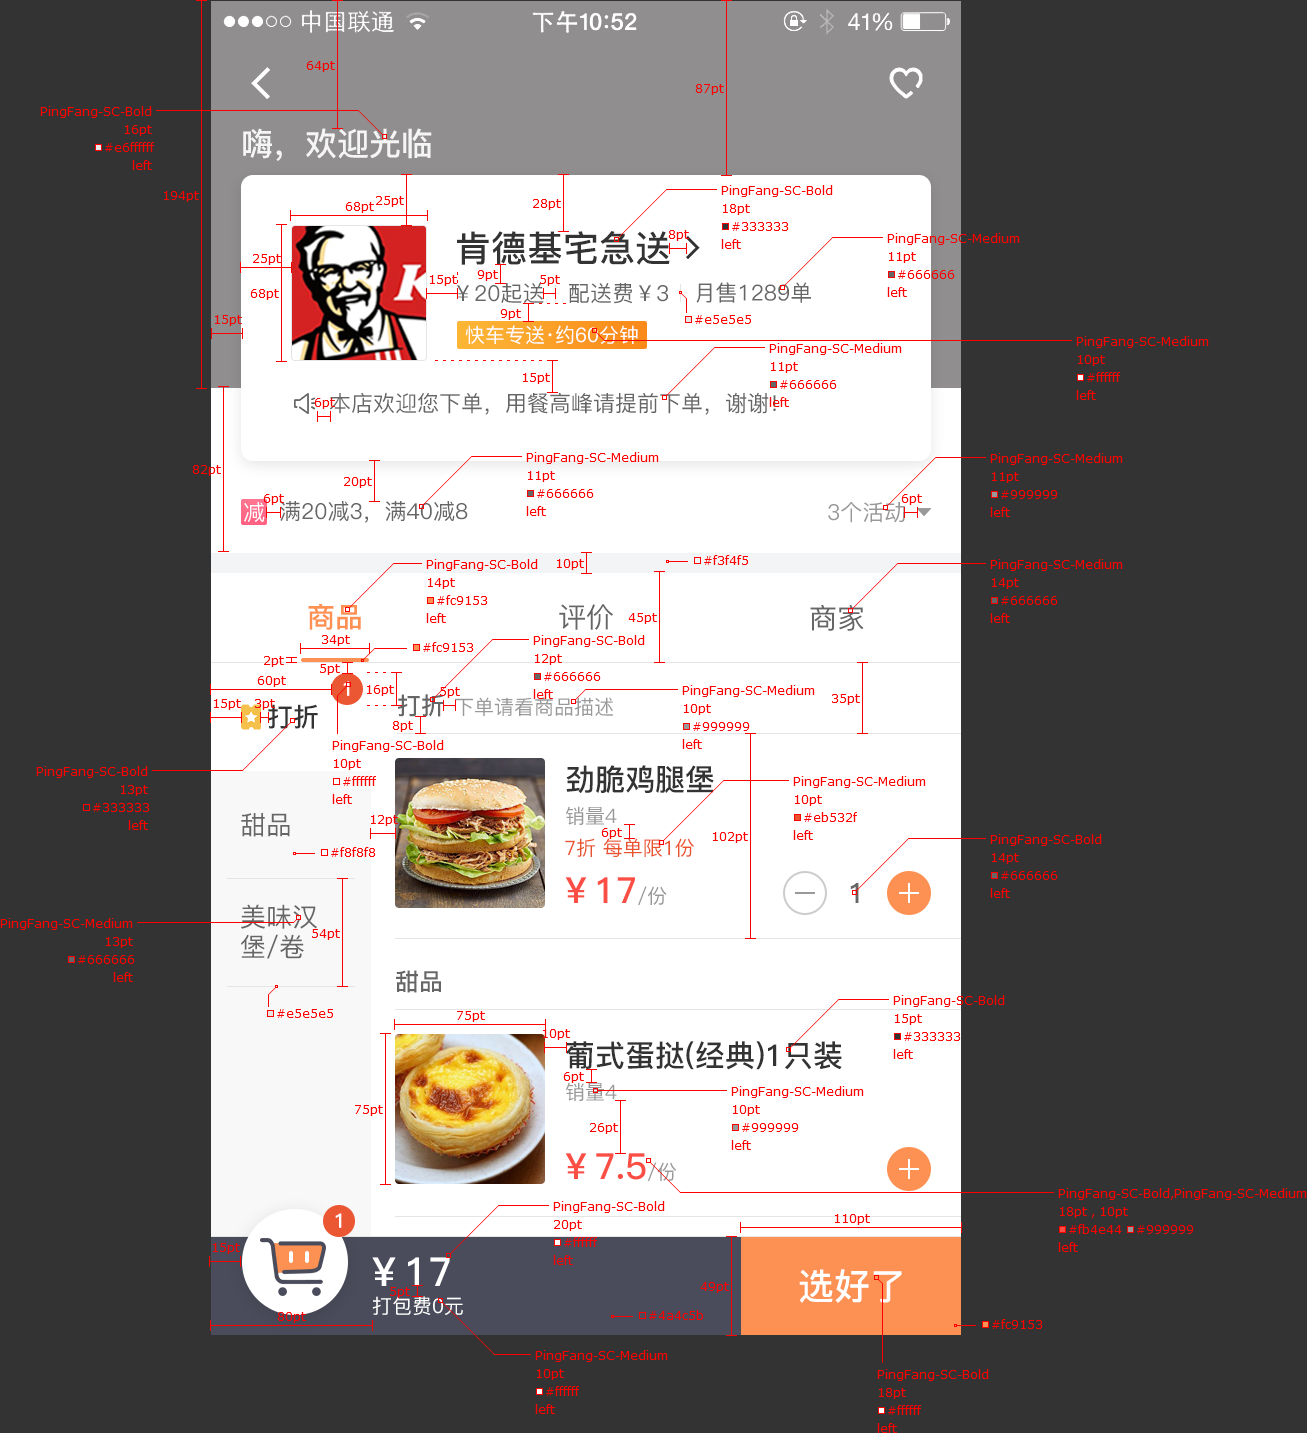 中国联通 下午10:52 41%
64pt
87pt
PingFang-SC-Bold
16pt
#e6ffffff
left
嗨，欢迎光临
194pt
25pt
68pt
28pt
PingFang-SC-Bold
18pt
#333333
left
8pt
肯德基宅急送
PingFang-SC-Medium
11pt
#666666
left
25pt
68pt
15pt
9pt
5pt
¥20起送 配送费¥3 月售1289单
9pt
#e5e5e5
15pt
快车专送·约60分钟
PingFang-SC-Medium
10pt
#ffffff
left
PingFang-SC-Medium
11pt
#666666
left
15pt
6pt
本店欢迎您下单，用餐高峰请提前下单，谢谢!
82pt
20pt
PingFang-SC-Medium
11pt
#666666
left
PingFang-SC-Medium
11pt
#999999
left
6pt
6pt
减 满20减3，满40减8
3个活动
10pt
#f3f4f5
PingFang-SC-Bold
14pt
#fc9153
left
PingFang-SC-Medium
14pt
#666666
left
商品 评价 商家
45pt
34pt
#fc9153
2pt
5pt
PingFang-SC-Bold
12pt
#666666
left
60pt
16pt
1
15pt
3pt
打折
5pt
打折 下单请看商品描述
8pt
PingFang-SC-Medium
10pt
#999999
left
35pt
PingFang-SC-Bold
10pt
#ffffff
left
PingFang-SC-Bold
13pt
#333333
left
甜品
12pt
#f8f8f8
劲脆鸡腿堡
销量4
6pt
7折 每单限1份
¥17/份
1
102pt
PingFang-SC-Medium
10pt
#eb532f
left
PingFang-SC-Bold
14pt
#666666
left
PingFang-SC-Medium
13pt
#666666
left
美味汉
堡/卷
54pt
#e5e5e5
甜品
75pt
10pt
PingFang-SC-Bold
15pt
#333333
left
葡式蛋挞(经典)1只装
6pt
销量4
75pt
PingFang-SC-Medium
10pt
#999999
left
26pt
¥7.5/份
PingFang-SC-Bold,PingFang-SC-Medium
18pt , 10pt
#fb4e44 #999999
left
PingFang-SC-Bold
20pt
#ffffff
left
110pt
1
¥17
打包费0元
80pt
49pt
选好了
#fc9153
PingFang-SC-Medium
10pt
#ffffff
left
PingFang-SC-Bold
18pt
#ffffff
left